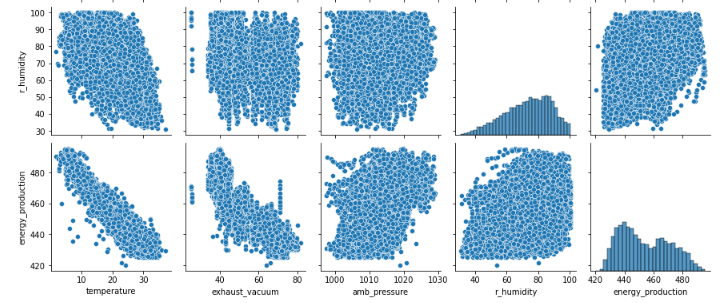 100
90
80
70
60
50
40
30
r_humidity
480
460
440
420
energy_production
10 20 30
40 60 80
1000 1010 1020 1030
40 60 80 100
420 440 460 480
temperature
exhaust_vacuum
amb_pressure
r_humidity
energy_production